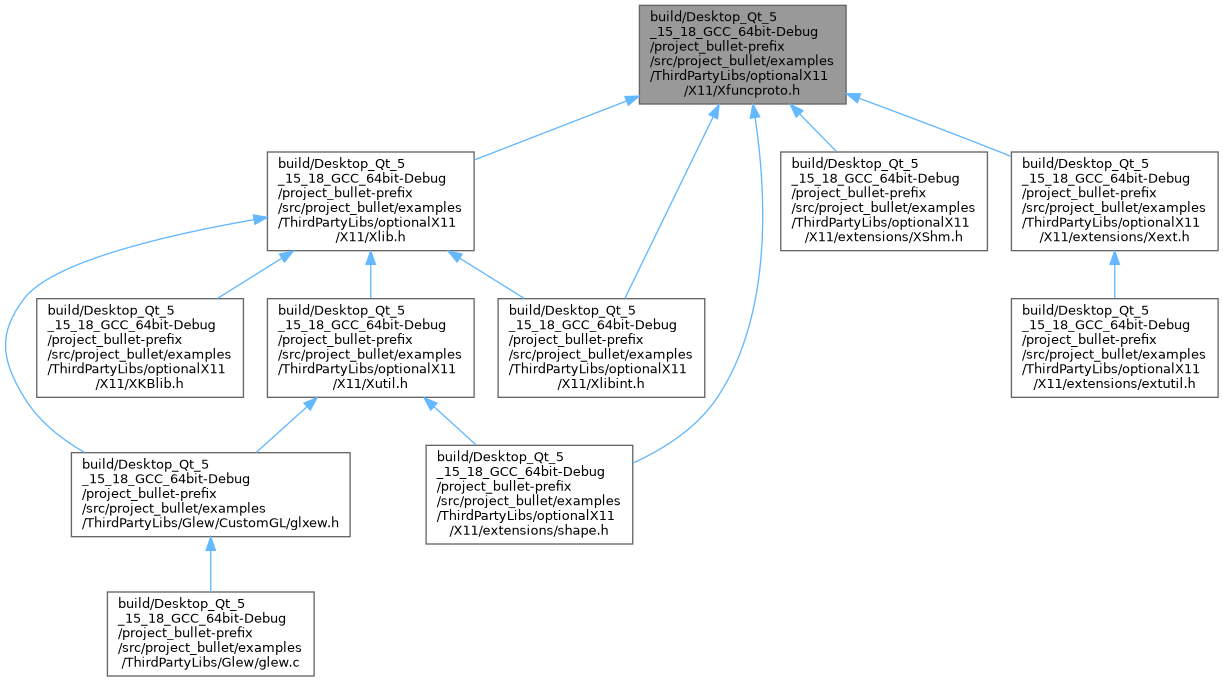 build/Desktop_Qt_5
_15_18_GCC_64bit-Debug
/project_bullet-prefix
/src/project_bullet/examples
/ThirdPartyLibs/optionalX11
/X11/Xfuncproto.h
build/Desktop_Qt_5
_15_18_GCC_64bit-Debug
/project_bullet-prefix
/src/project_bullet/examples
/ThirdPartyLibs/optionalX11
/X11/Xlib.h
build/Desktop_Qt_5
_15_18_GCC_64bit-Debug
/project_bullet-prefix
/src/project_bullet/examples
/ThirdPartyLibs/optionalX11
/X11/extensions/XShm.h
build/Desktop_Qt_5
_15_18_GCC_64bit-Debug
/project_bullet-prefix
/src/project_bullet/examples
/ThirdPartyLibs/optionalX11
/X11/extensions/Xext.h
build/Desktop_Qt_5
_15_18_GCC_64bit-Debug
/project_bullet-prefix
/src/project_bullet/examples
/ThirdPartyLibs/optionalX11
/X11/XKBlib.h
build/Desktop_Qt_5
_15_18_GCC_64bit-Debug
/project_bullet-prefix
/src/project_bullet/examples
/ThirdPartyLibs/optionalX11
/X11/Xutil.h
build/Desktop_Qt_5
_15_18_GCC_64bit-Debug
/project_bullet-prefix
/src/project_bullet/examples
/ThirdPartyLibs/optionalX11
/X11/Xlibint.h
build/Desktop_Qt_5
_15_18_GCC_64bit-Debug
/project_bullet-prefix
/src/project_bullet/examples
/ThirdPartyLibs/optionalX11
/X11/extensions/extutil.h
build/Desktop_Qt_5
_15_18_GCC_64bit-Debug
/project_bullet-prefix
/src/project_bullet/examples
/ThirdPartyLibs/Glew/CustomGL/glxew.h
build/Desktop_Qt_5
_15_18_GCC_64bit-Debug
/project_bullet-prefix
/src/project_bullet/examples
/ThirdPartyLibs/optionalX11
/X11/extensions/shape.h
build/Desktop_Qt_5
_15_18_GCC_64bit-Debug
/project_bullet-prefix
/src/project_bullet/examples
/ThirdPartyLibs/Glew/glew.c